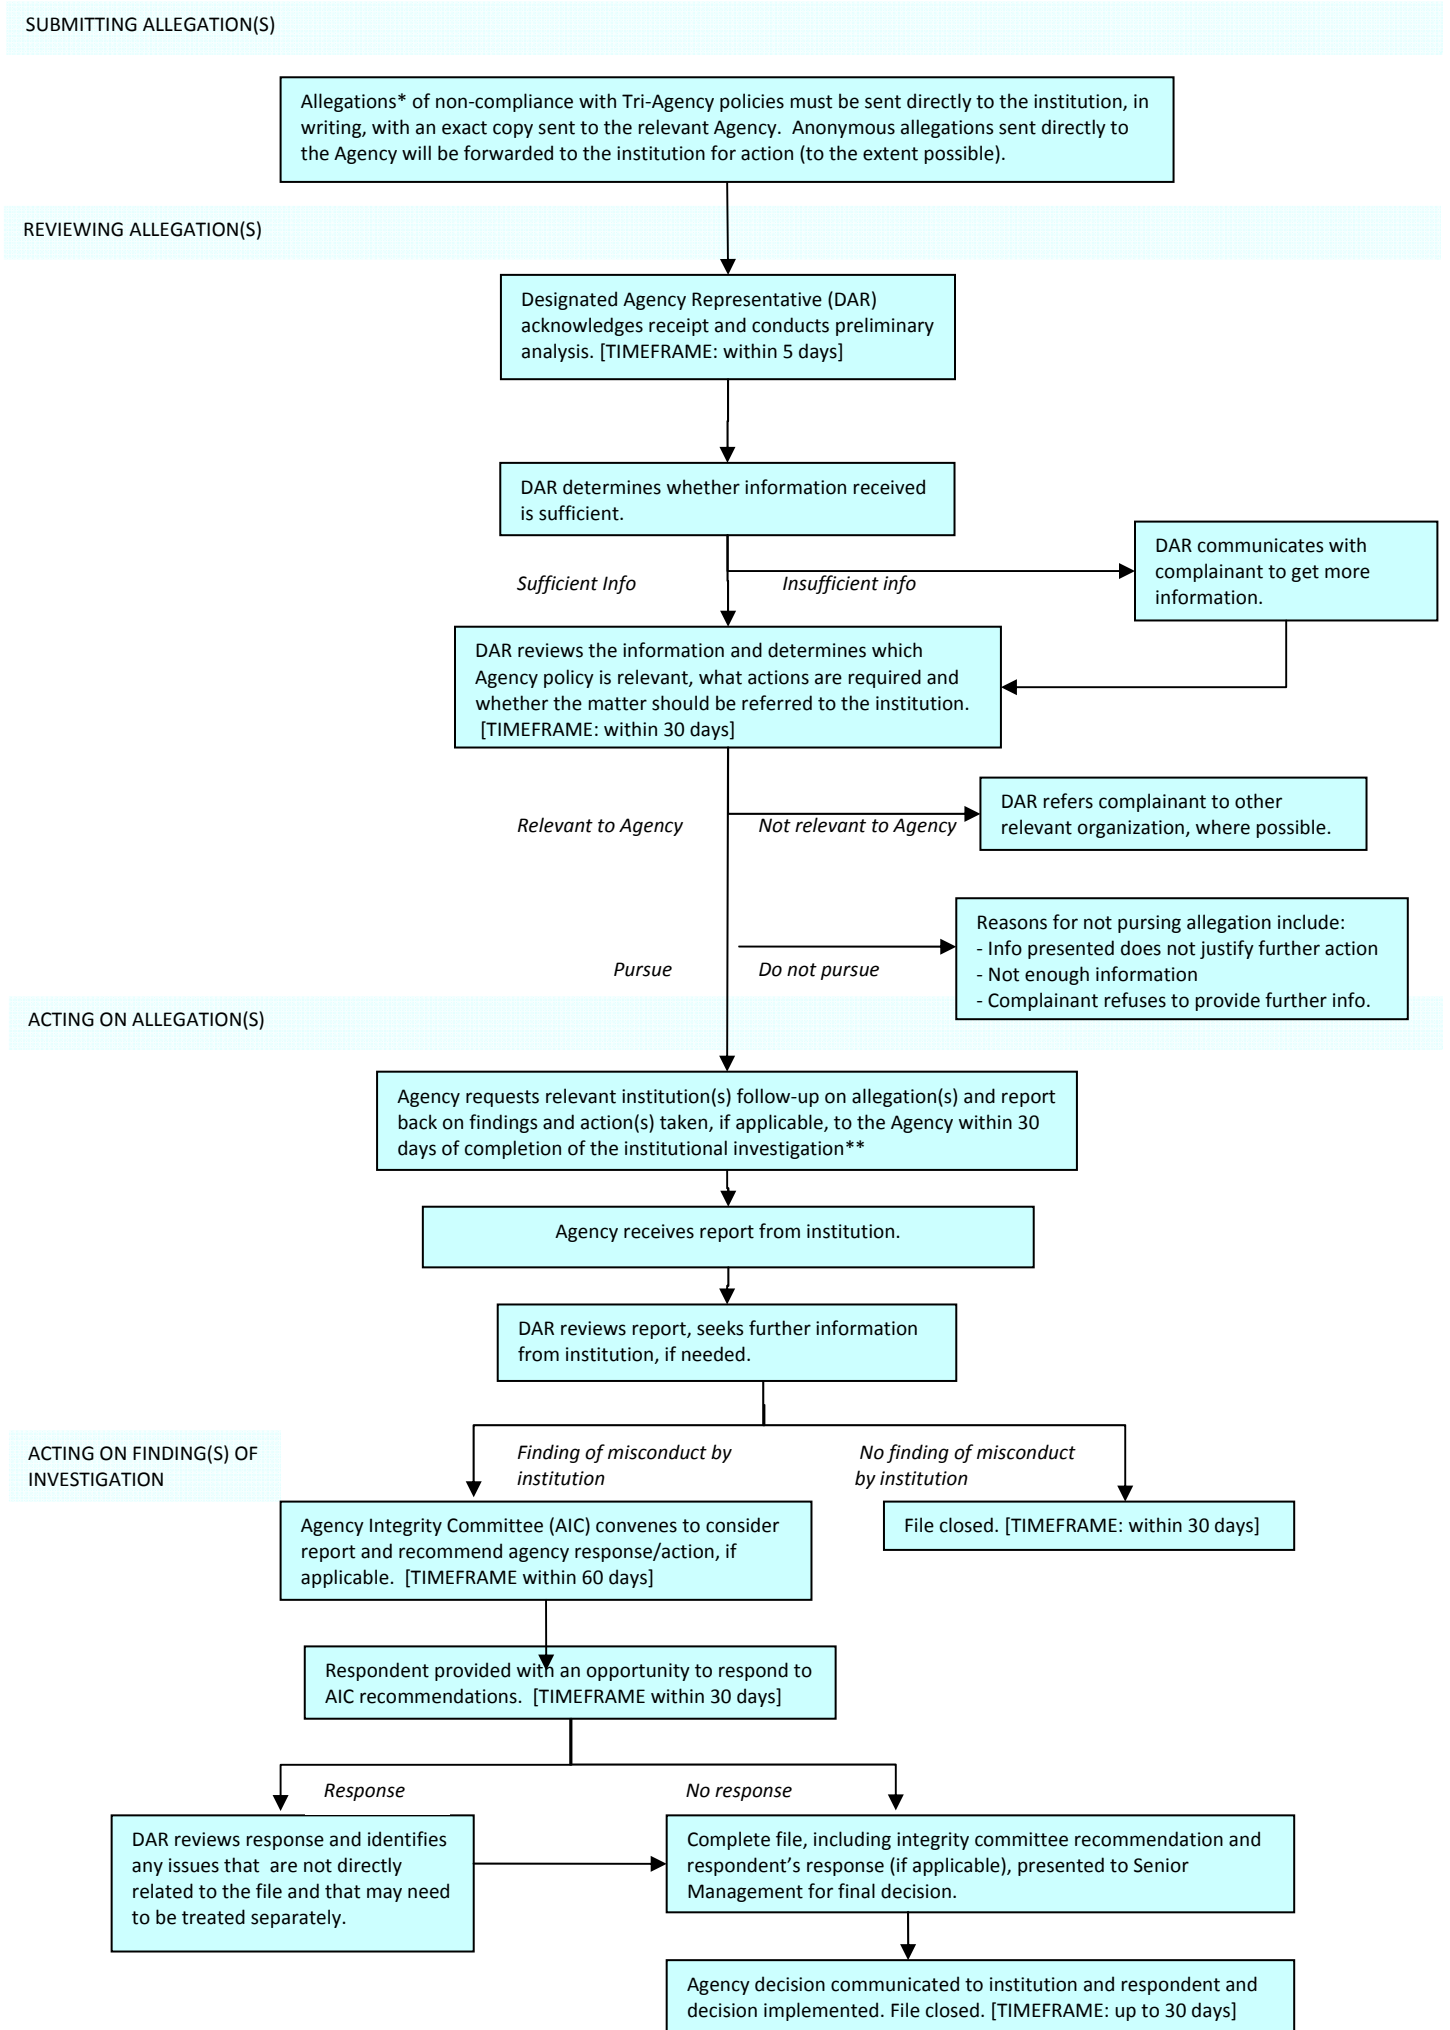 SUBMITTING ALLEGATION(S)
Allegations* of non-compliance with Tri-Agency policies must be sent directly to the institution, in
writing, with an exact copy sent to the relevant Agency.  Anonymous allegations sent directly to
the Agency will be forwarded to the institution for action (to the extent possible).
REVIEWING ALLEGATION(S)
Designated Agency Representative (DAR)
acknowledges receipt and conducts preliminary
analysis. [TIMEFRAME: within 5 days]
DAR determines whether information received
is sufficient.
DAR communicates with
complainant to get more
information.
Sufficient Info
Insufficient info
DAR reviews the information and determines which
Agency policy is relevant, what actions are required and
whether the matter should be referred to the institution.
[TIMEFRAME: within 30 days]
DAR refers complainant to other
relevant organization, where possible.
Relevant to Agency
Not relevant to Agency
Reasons for not pursing allegation include:
- Info presented does not justify further action
- Not enough information
- Complainant refuses to provide further info.
Pursue
Do not pursue
ACTING ON ALLEGATION(S)
Agency requests relevant institution(s) follow-up on allegation(s) and report
back on findings and action(s) taken, if applicable, to the Agency within 30
days of completion of the institutional investigation**
Agency receives report from institution.
DAR reviews report, seeks further information
from institution, if needed.
ACTING ON FINDING(S) OF
INVESTIGATION
Finding of misconduct by
institution
No finding of misconduct
by institution
Agency Integrity Committee (AIC) convenes to consider
report and recommend agency response/action, if
applicable.  [TIMEFRAME within 60 days]
File closed. [TIMEFRAME: within 30 days]
Respondent provided with an opportunity to respond to
AIC recommendations.  [TIMEFRAME within 30 days]
Response
No response
DAR reviews response and identifies
any issues that  are not directly
related to the file and that may need
to be treated separately.
Complete file, including integrity committee recommendation and
respondent's response (if applicable), presented to Senior
Management for final decision.
Agency decision communicated to institution and respondent and
decision implemented. File closed. [TIMEFRAME: up to 30 days]